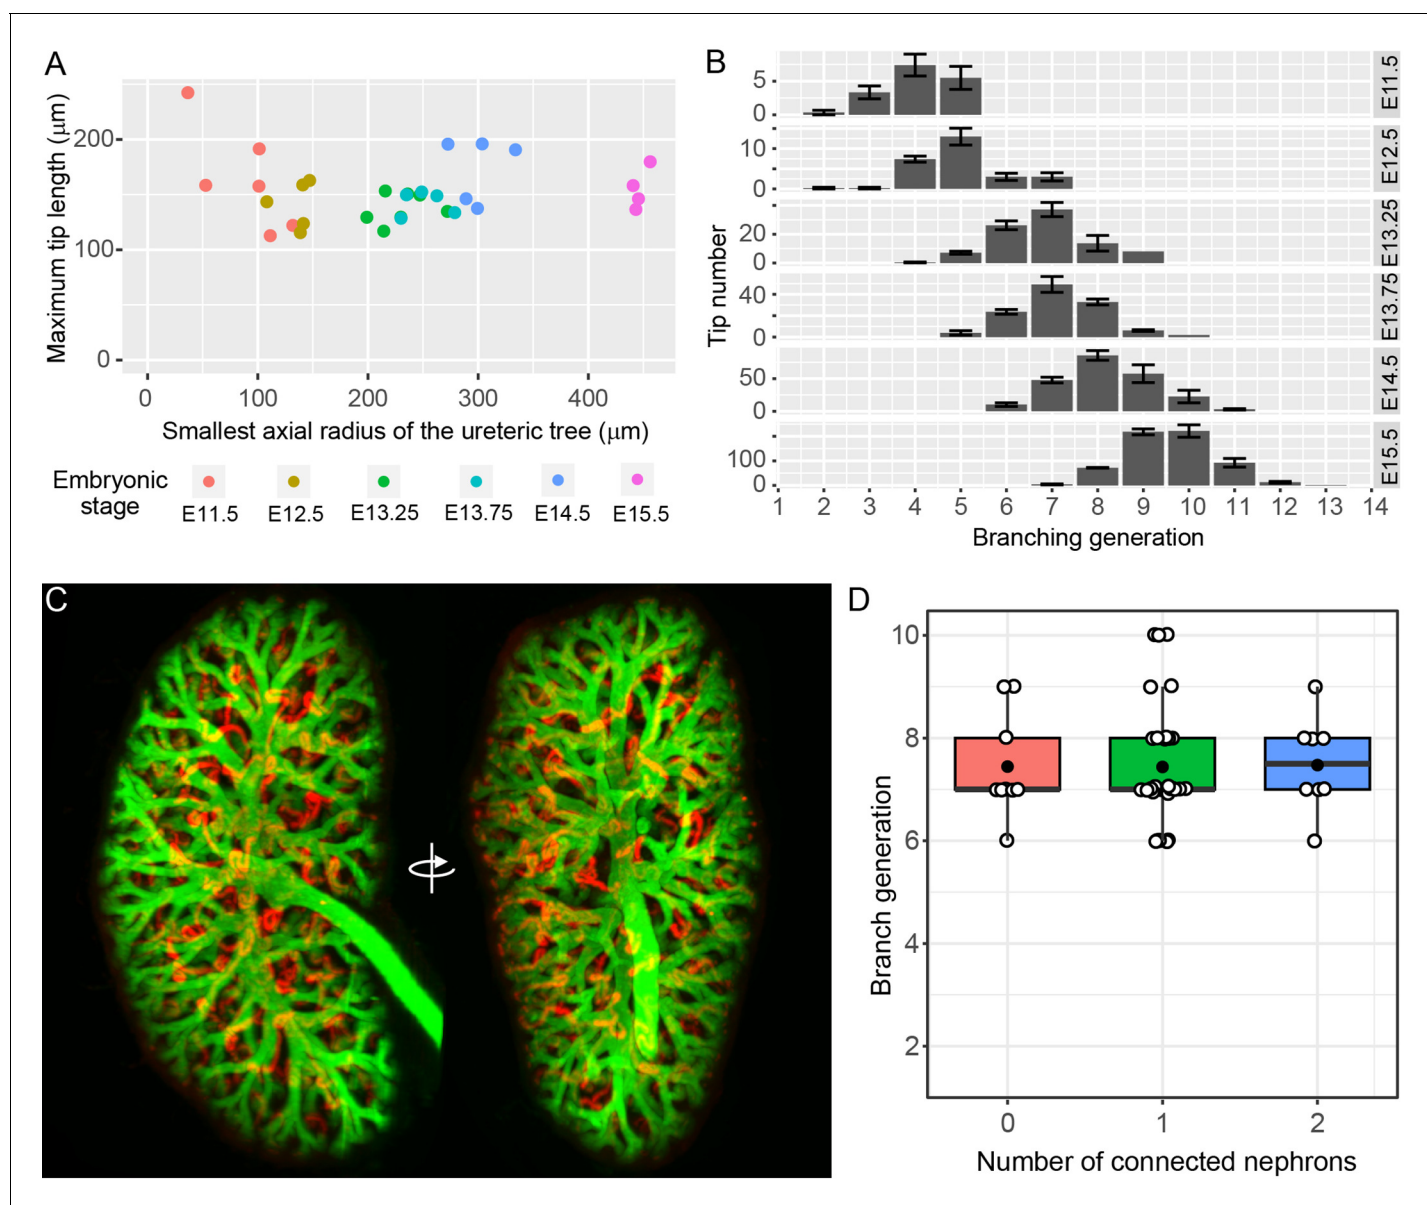 A
Maximum tip length (μm)
200
100
0
0 100 200 300 400
Smallest axial radius of the ureteric tree (μm)
Embryonic
stage
E11.5 E12.5 E13.25 E13.75 E14.5 E15.5
B
Tip number
5
0
E11.5
10
0
E12.5
20
0
E13.25
40
0
E13.75
50
0
E14.5
100
0
E15.5
1 2 3 4 5 6 7 8 9 10 11 12 13 14
Branching generation
C
D
Branch generation
10
8
6
4
2
0 1 2
Number of connected nephrons